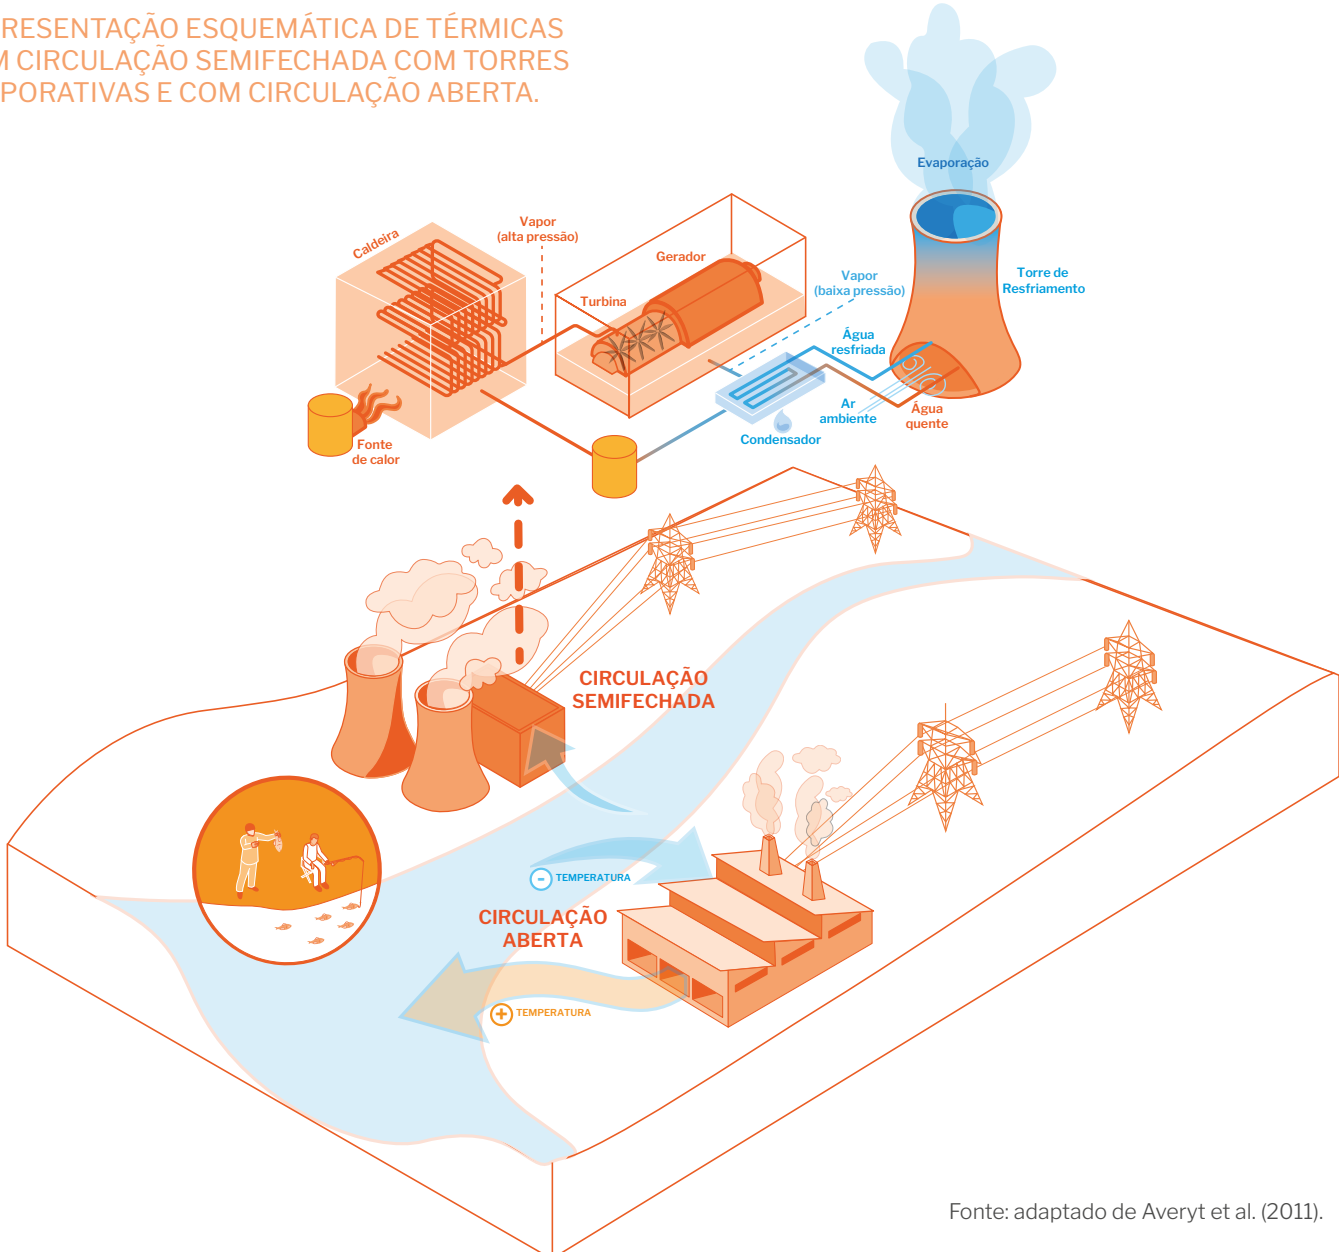 RESENTAÇÃO ESQUEMÁTICA DE TÉRMICAS
M CIRCULAÇÃO SEMIFECHADA COM TORRES
PORATIVAS E COM CIRCULAÇÃO ABERTA.
Evaporação
Caldeira
Vapor
(alta pressão)
Gerador
Turbina
Vapor
(baixa pressão)
Torre de
Resfriamento
Água
resfriada
Ar
ambiente
Água
quente
Condensador
Fonte
de calor
CIRCULAÇÃO
SEMIFECHADA
- TEMPERATURA
CIRCULAÇÃO
ABERTA
+ TEMPERATURA
Fonte: adaptado de Averyt et al. (2011).